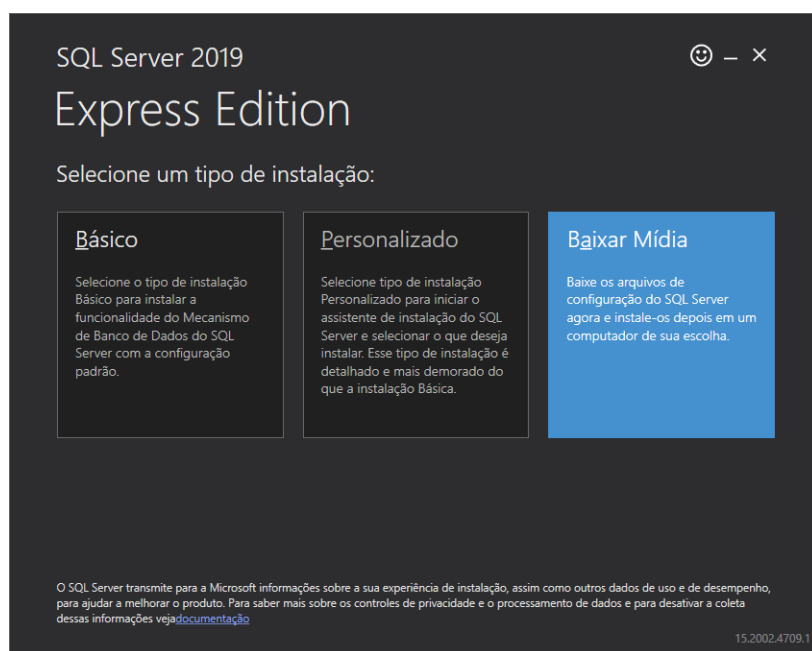 SQL Server 2019
Express Edition
Selecione um tipo de instalação:
Básico
Selecione o tipo de instalação
Básico para instalar a
funcionalidade do Mecanismo
de Banco de Dados do SQL
Server com a configuração
padrão.
Personalizado
Selecione tipo de instalação
Personalizado para iniciar o
assistente de instalação do SQL
Server e selecionar o que deseja
instalar. Esse tipo de instalação é
detalhado e mais demorado do
que a instalação Básica.
Baixar Mídia
Baixe os arquivos de
configuração do SQL Server
agora e instale-os depois em um
computador de sua escolha.
O SQL Server transmite para a Microsoft informações sobre a sua experiência de instalação, assim como outros dados de uso e de desempenho,
para ajudar a melhorar o produto. Para saber mais sobre os controles de privacidade e o processamento de dados e para desativar a coleta
dessas informações vejadocumentação
15.2002.4709.1